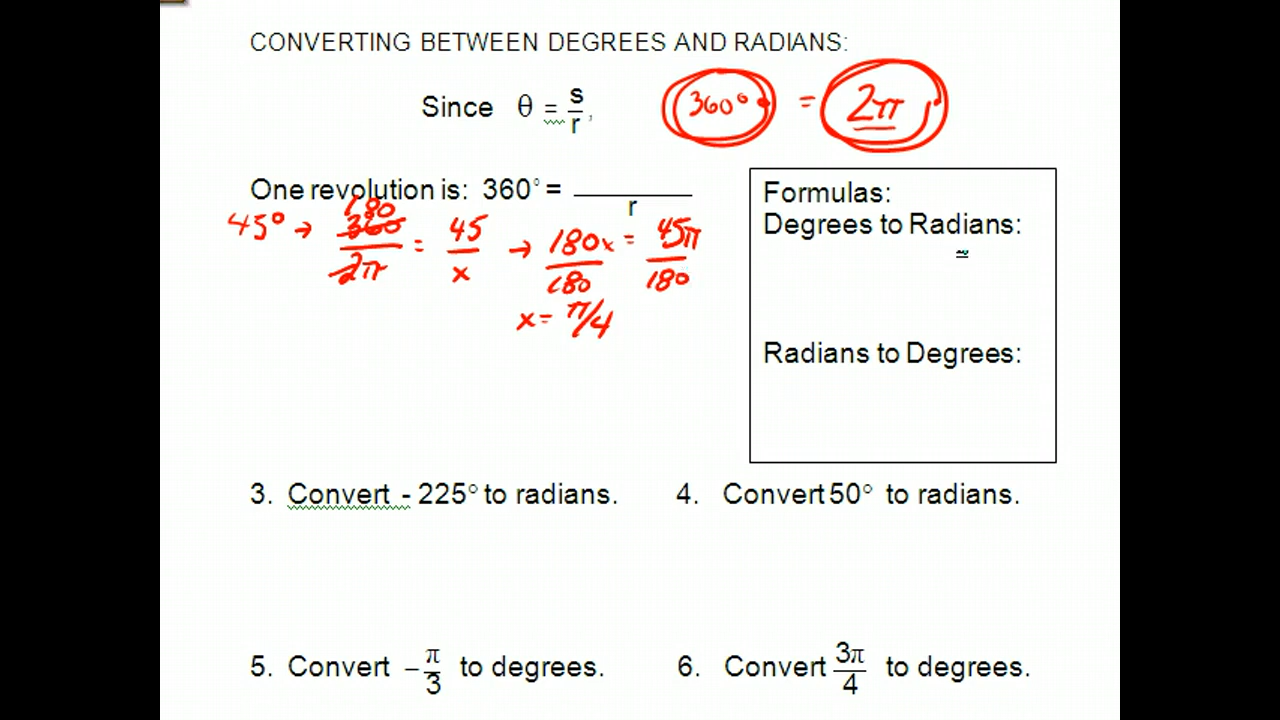 CONVERTING BETWEEN DEGREES AND RADIANS:
Since θ = s/r, 360° = 2π
One revolution is: 360° = ______/r
45° → 180 360/2π = 45/x → 180x/180 = 45π/180
x = π/4
Formulas:
Degrees to Radians:
Radians to Degrees:
3. Convert - 225° to radians.
4. Convert 50° to radians.
5. Convert −π/3 to degrees.
6. Convert 3π/4 to degrees.